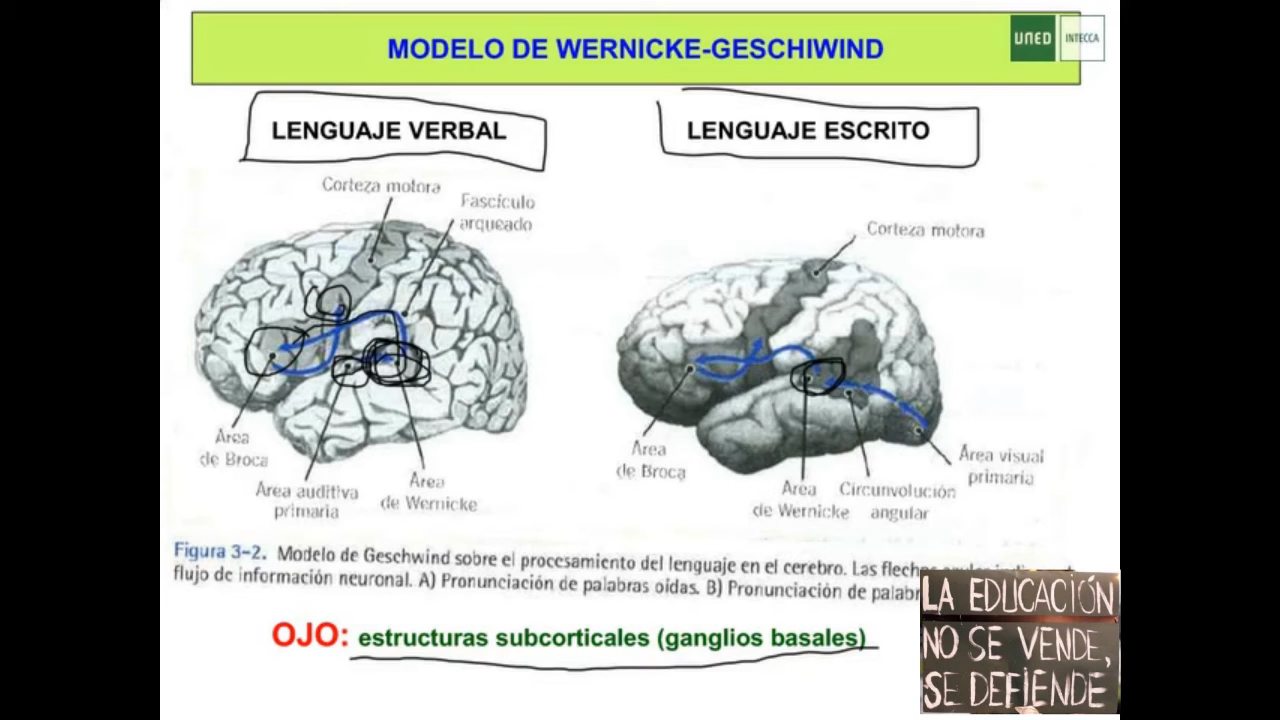 MODELO DE WERNICKE-GESCHIWIND
UNED
INTECCA
LENGUAJE VERBAL
LENGUAJE ESCRITO
Corteza motora
Fascículo
arqueado
Área
de Broca
Área auditiva
primaria
Área
de Wernicke
Corteza motora
Área
de Broca
Área
de Wernicke
Circunvolución
angular
Área visual
primaria
Figura 3-2. Modelo de Geschwind sobre el procesamiento del lenguaje en el cerebro. Las
flujo de información neuronal. A) Pronunciación de palabras oídas. B) Pronunciación de
OJO: estructuras subcorticales (ganglios basales)
LA EDUCACIÓN
NO SE VENDE,
SE DEFIENDE